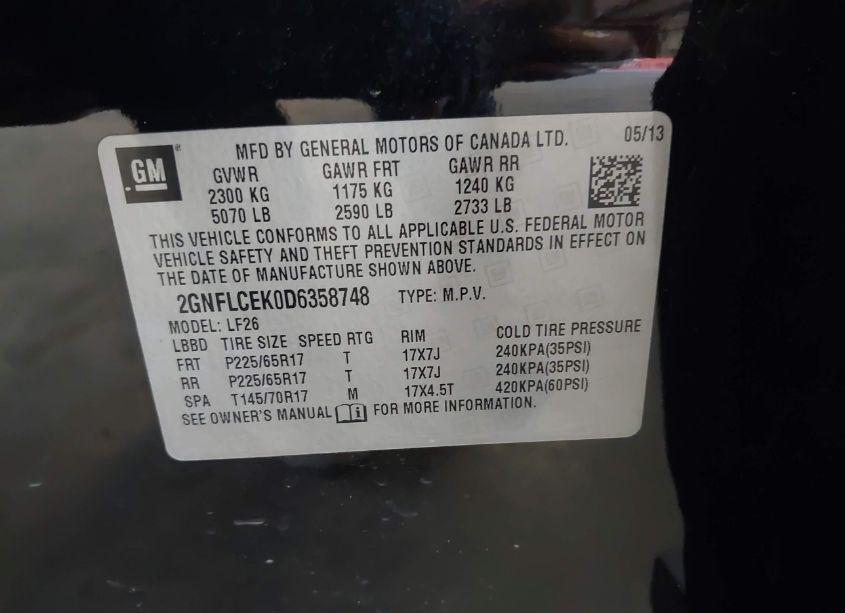 GM
MFD BY GENERAL MOTORS OF CANADA LTD. 05/13
GVWR GAWR FRT GAWR RR
2300 KG 1175 KG 1240 KG
5070 LB 2590 LB 2733 LB
THIS VEHICLE CONFORMS TO ALL APPLICABLE U.S. FEDERAL MOTOR
VEHICLE SAFETY AND THEFT PREVENTION STANDARDS IN EFFECT ON
THE DATE OF MANUFACTURE SHOWN ABOVE.
2GNFLCEK0D6358748 TYPE: M.P.V.
MODEL: LF26
LBBD TIRE SIZE SPEED RTG RIM COLD TIRE PRESSURE
FRT P225/65R17 T 17X7J 240KPA(35PSI)
RR P225/65R17 T 17X7J 240KPA(35PSI)
SPA T145/70R17 M 17X4.5T 420KPA(60PSI)
SEE OWNER'S MANUAL i FOR MORE INFORMATION.